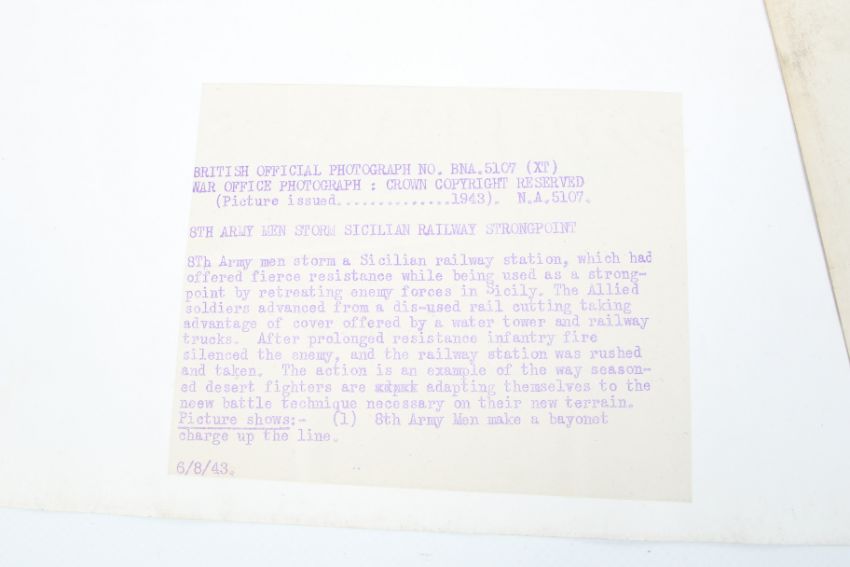 BRITISH OFFICIAL PHOTOGRAPH NO. BNA.5107 (XT)
WAR OFFICE PHOTOGRAPH : CROWN COPYRIGHT RESERVED
(Picture issued..............1943). N.A.5107.
8TH ARMY MEN STORM SICILIAN RAILWAY STRONGPOINT
8Th Army men storm a Sicilian railway station, which had
offered fierce resistance while being used as a strong-
point by retreating enemy forces in Sicily. The Allied
soldiers advanced from a dis-used rail cutting taking
advantage of cover offered by a water tower and railway
trucks. After prolonged resistance infantry fire
silenced the enemy, and the railway station was rushed
and taken. The action is an example of the way season-
ed desert fighters are adapting themselves to the
neew battle technique necessary on their new terrain.
Picture shows:- (1) 8th Army Men make a bayonet
charge up the line.
6/8/43.